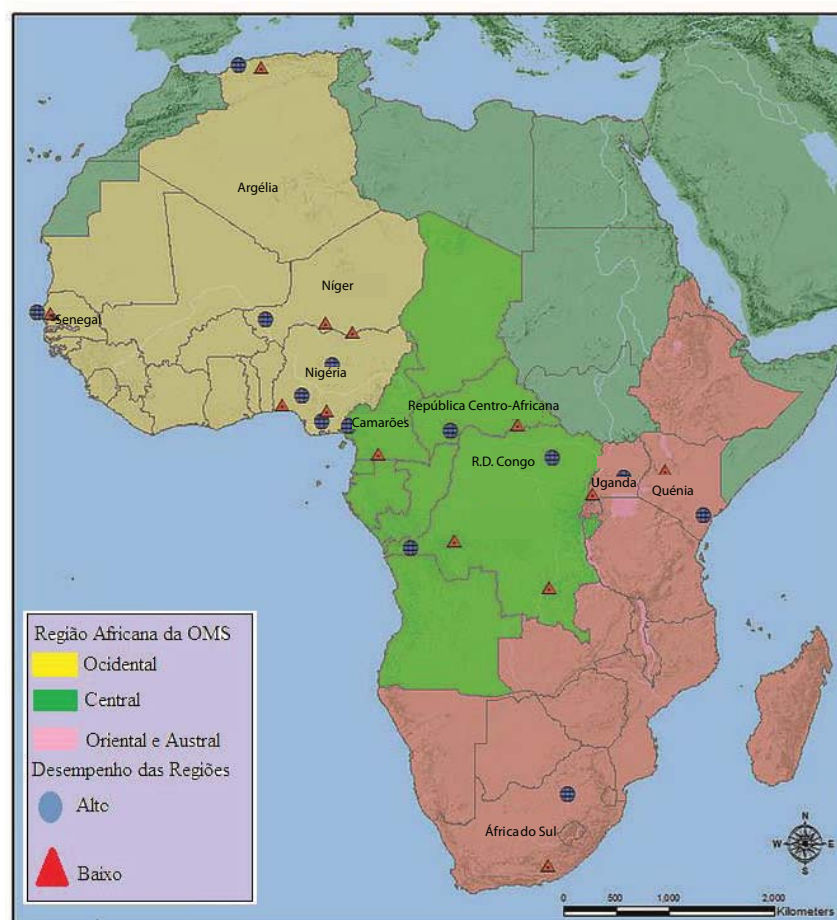 Argélia
Níger
Senegal
Nigéria
República Centro-Africana
Camarões
R.D. Congo
Uganda
Quénia
África do Sul
Região Africana da OMS
Ocidental
Central
Oriental e Austral
Desempenho das Regiões
Alto
Baixo
N
W E
S
0 500 1,000 2,000
Kilometers